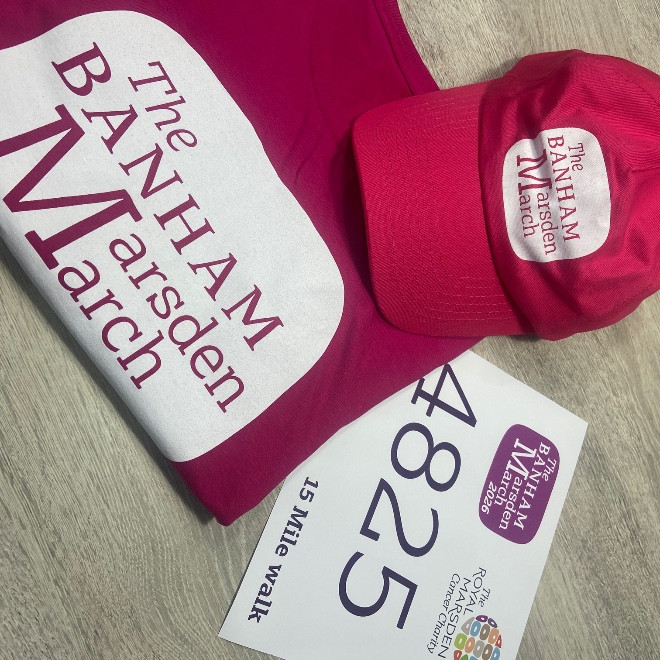 The
BANHAM
Marsden
March
The
BANHAM
Marsden
March
4825
15 Mile walk
The
BANHAM
Marsden
March
2026
The
ROYAL
MARSDEN
Cancer Charity